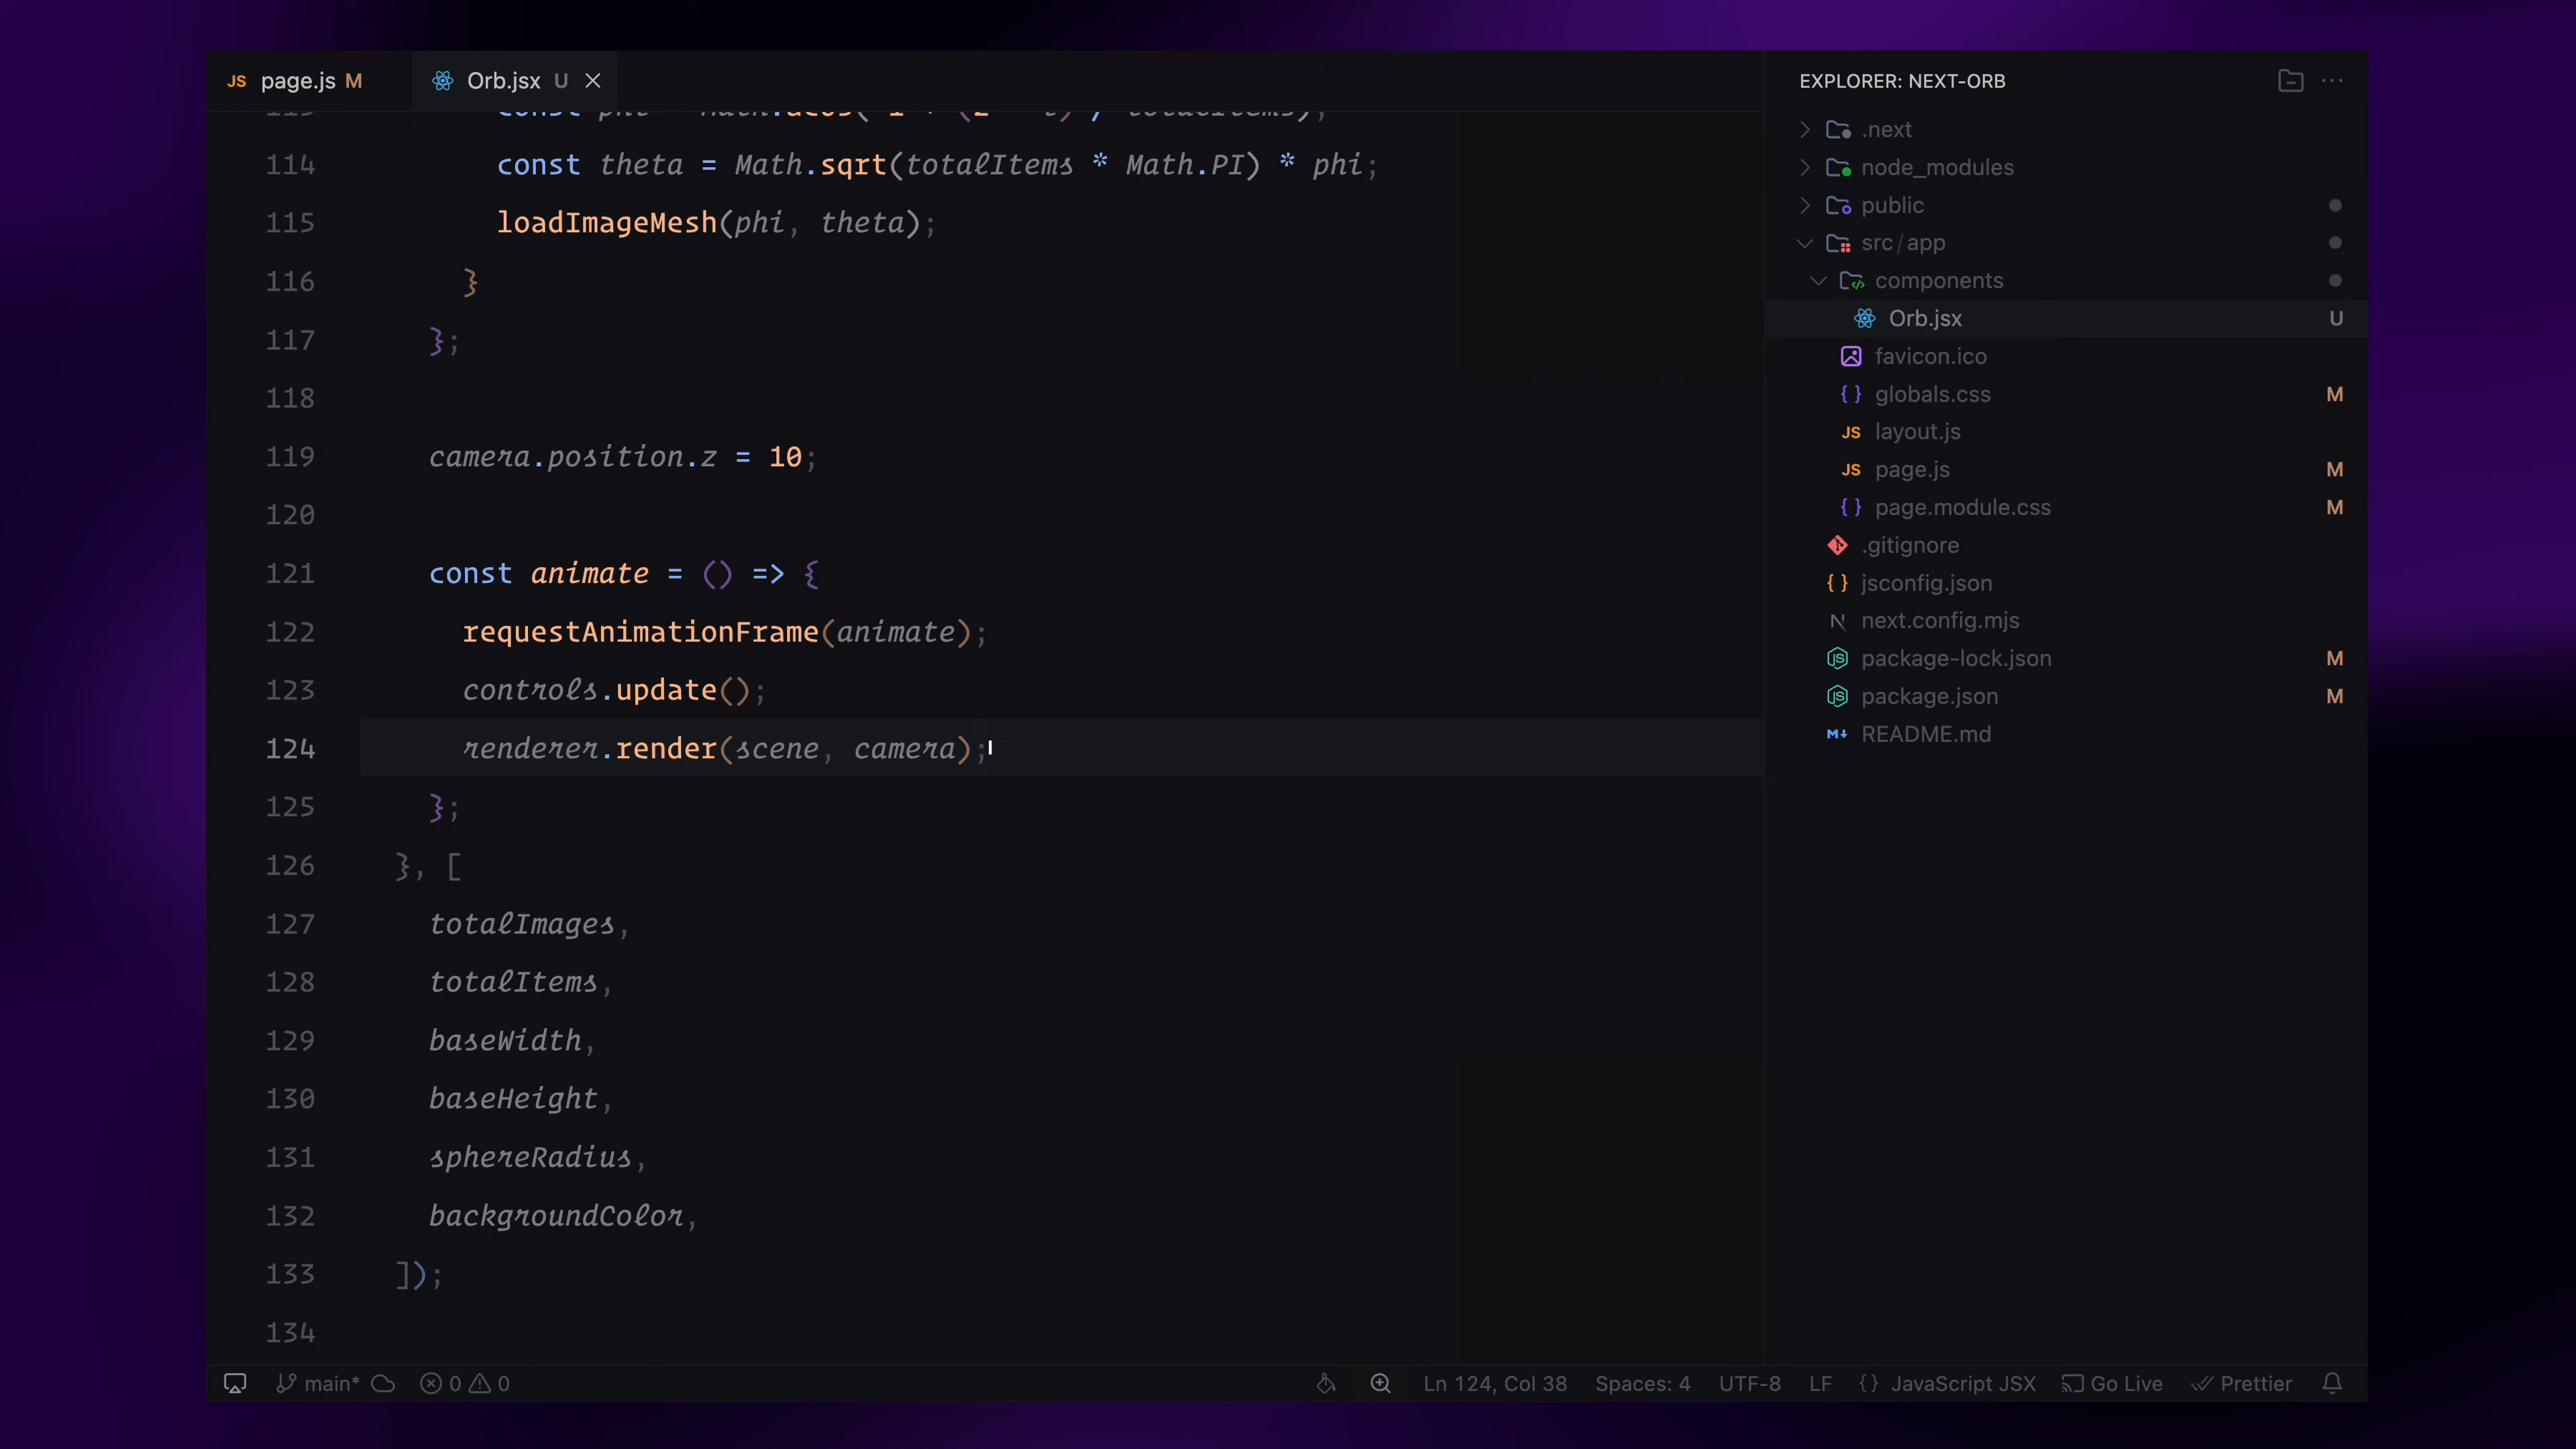 JS page.js M Orb.jsx U
EXPLORER: NEXT-ORB
114 const theta = Math.sqrt(totalItems * Math.PI) * phi;
115 loadImageMesh(phi, theta);
116 }
117 };
118
119 camera.position.z = 10;
120
121 const animate = () => {
122 requestAnimationFrame(animate);
123 controls.update();
124 renderer.render(scene, camera);
125 };
126 }, [
127 totalImages,
128 totalItems,
129 baseWidth,
130 baseHeight,
131 sphereRadius,
132 backgroundColor,
133 ]);
134
.next
node_modules
public
src/app
components
Orb.jsx U
favicon.ico
{} globals.css M
JS layout.js
JS page.js M
{} page.module.css M
.gitignore
{} jsconfig.json
N next.config.mjs
JS package-lock.json M
JS package.json M
M↓ README.md
main* 0 0 Ln 124, Col 38 Spaces: 4 UTF-8 LF {} JavaScript JSX Go Live Prettier